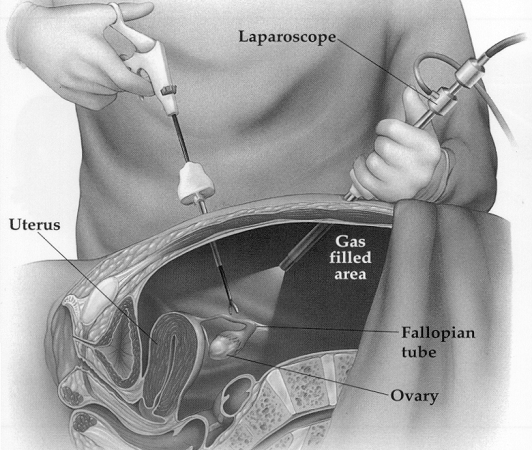 Laparoscope
Uterus
Gas
filled
area
Fallopian
tube
Ovary